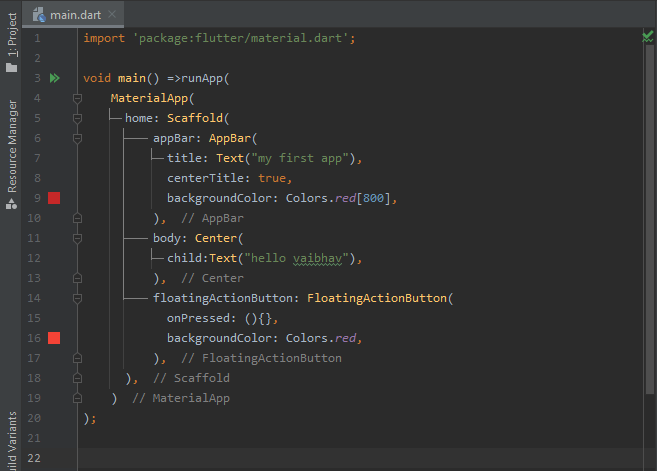 main.dart
1: Project
Resource Manager
uild Variants
1 import 'package:flutter/material.dart';
2
3 void main() =>runApp(
4 MaterialApp(
5 home: Scaffold(
6 appBar: AppBar(
7 title: Text("my first app"),
8 centerTitle: true,
9 backgroundColor: Colors.red[800],
10 ), // AppBar
11 body: Center(
12 child:Text("hello vaibhav"),
13 ), // Center
14 floatingActionButton: FloatingActionButton(
15 onPressed: (){},
16 backgroundColor: Colors.red,
17 ), // FloatingActionButton
18 ), // Scaffold
19 ) // MaterialApp
20 );
21
22